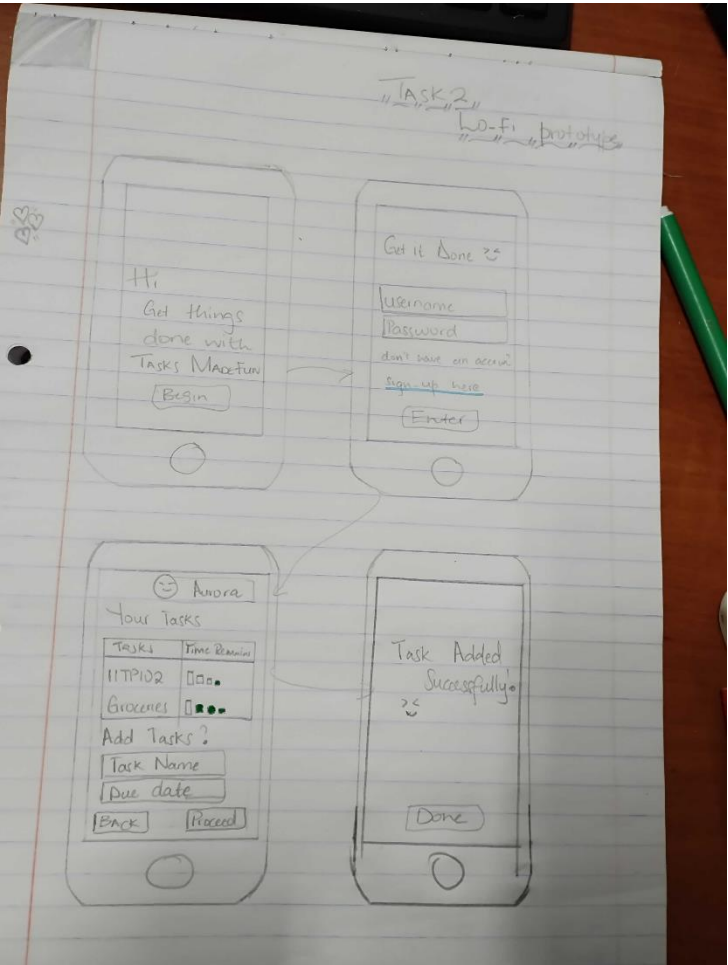 Task 2
Lo-fi prototype
Hi
Get things
done with
Tasks MadeFun
Begin
Get it Done
username
Password
don't have an accoun?
sign up here
Enter
Aurora
Your Tasks
Tasks Time Remains
11TP102
Groceries
Add Tasks?
Task Name
Due date
BACK Proceed
Task Added
Successfully.
Done